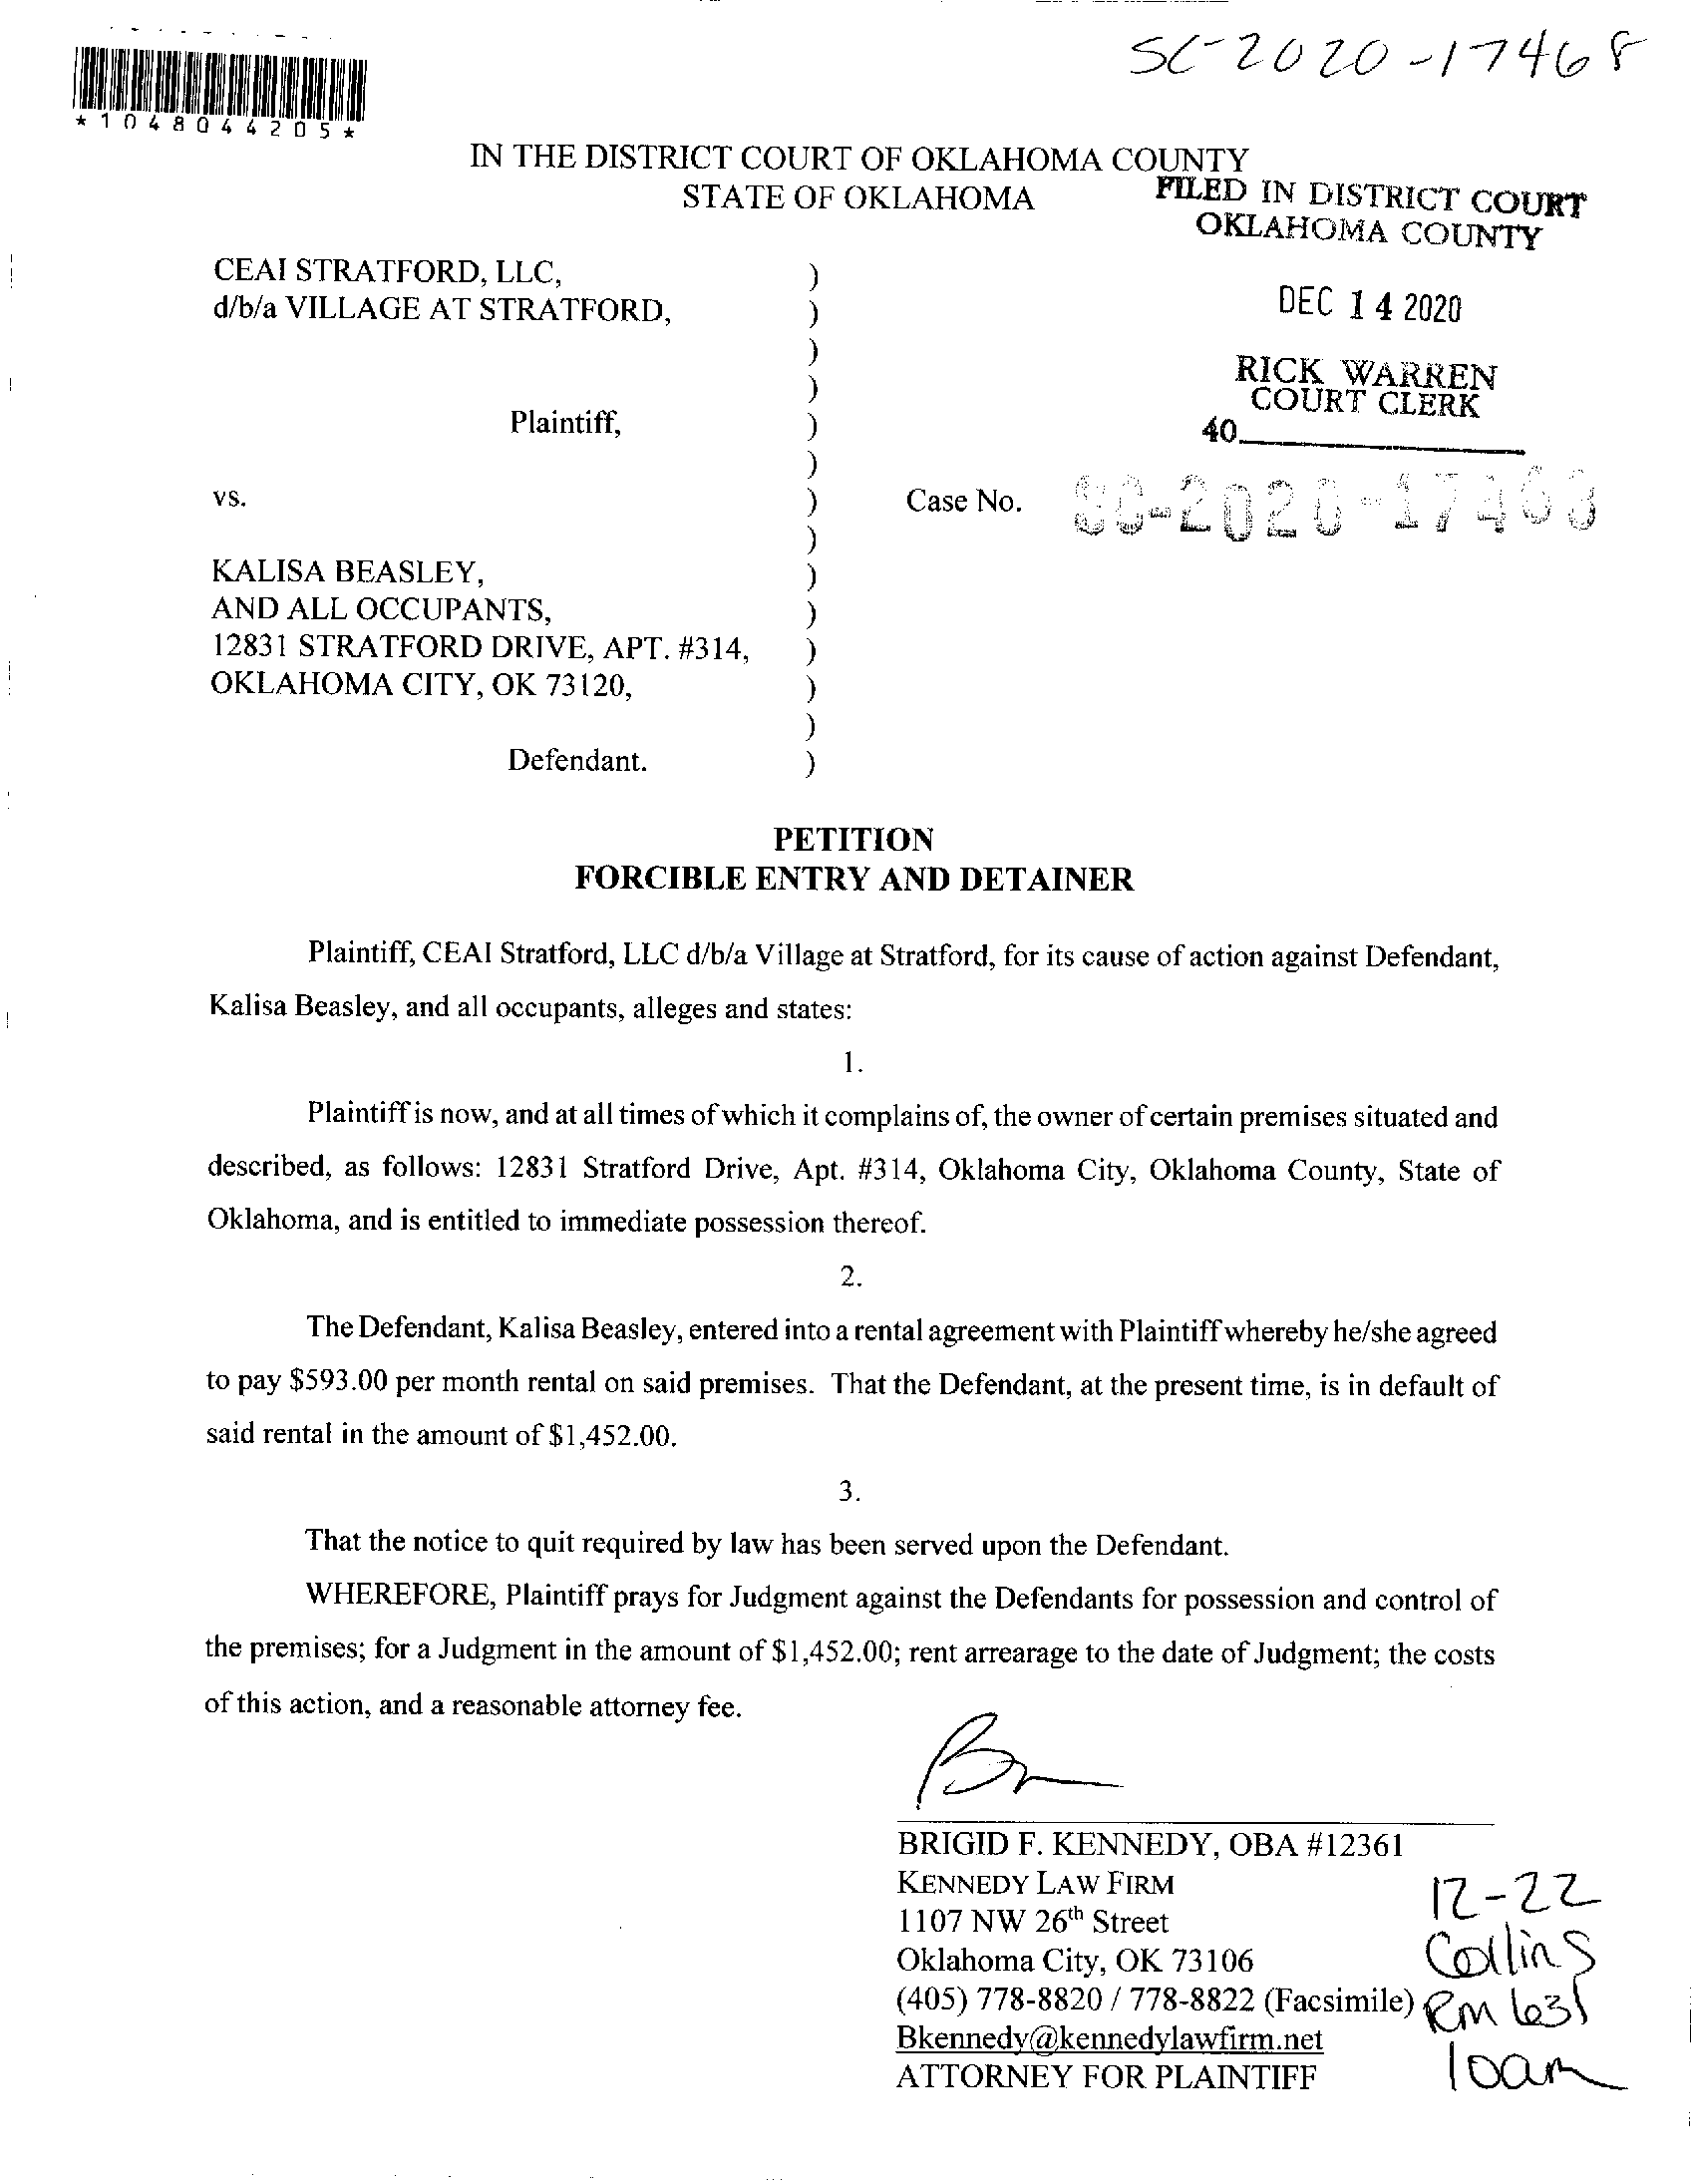 SC-2020-17468
*1048044205*
IN THE DISTRICT COURT OF OKLAHOMA COUNTY
STATE OF OKLAHOMA
FILED IN DISTRICT COURT
OKLAHOMA COUNTY
CEAI STRATFORD, LLC, )
d/b/a VILLAGE AT STRATFORD, )
DEC 14 2020
)
RICK WARREN
)
COURT CLERK
Plaintiff, )
40
)
vs. ) Case No. SC-2020-17468
)
KALISA BEASLEY, )
AND ALL OCCUPANTS, )
12831 STRATFORD DRIVE, APT. #314, )
OKLAHOMA CITY, OK 73120, )
)
Defendant. )
PETITION
FORCIBLE ENTRY AND DETAINER
Plaintiff, CEAI Stratford, LLC d/b/a Village at Stratford, for its cause of action against Defendant,
Kalisa Beasley, and all occupants, alleges and states:
1.
Plaintiff is now, and at all times of which it complains of, the owner of certain premises situated and
described, as follows: 12831 Stratford Drive, Apt. #314, Oklahoma City, Oklahoma County, State of
Oklahoma, and is entitled to immediate possession thereof.
2.
The Defendant, Kalisa Beasley, entered into a rental agreement with Plaintiff whereby he/she agreed
to pay $593.00 per month rental on said premises. That the Defendant, at the present time, is in default of
said rental in the amount of $1,452.00.
3.
That the notice to quit required by law has been served upon the Defendant.
WHEREFORE, Plaintiff prays for Judgment against the Defendants for possession and control of
the premises; for a Judgment in the amount of $1,452.00; rent arrearage to the date of Judgment; the costs
of this action, and a reasonable attorney fee.
BRIGID F. KENNEDY, OBA #12361
KENNEDY LAW FIRM
1107 NW 26th Street
Oklahoma City, OK 73106
(405) 778-8820 / 778-8822 (Facsimile)
Bkennedy@kennedylawfirm.net
ATTORNEY FOR PLAINTIFF
12-22
Collins
Rm 631
10am